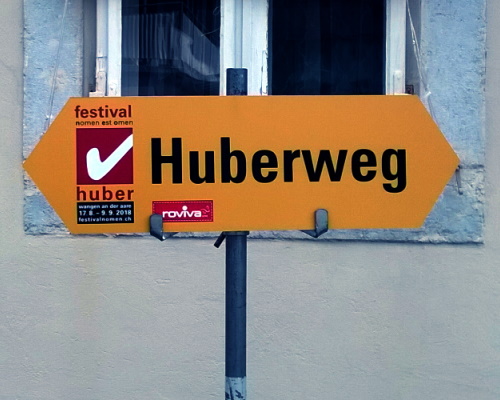 festival
nomen est omen
huber
wangen an der aare
17.8. - 9.9.2018
festivalnomen.ch
Huberweg
roviva